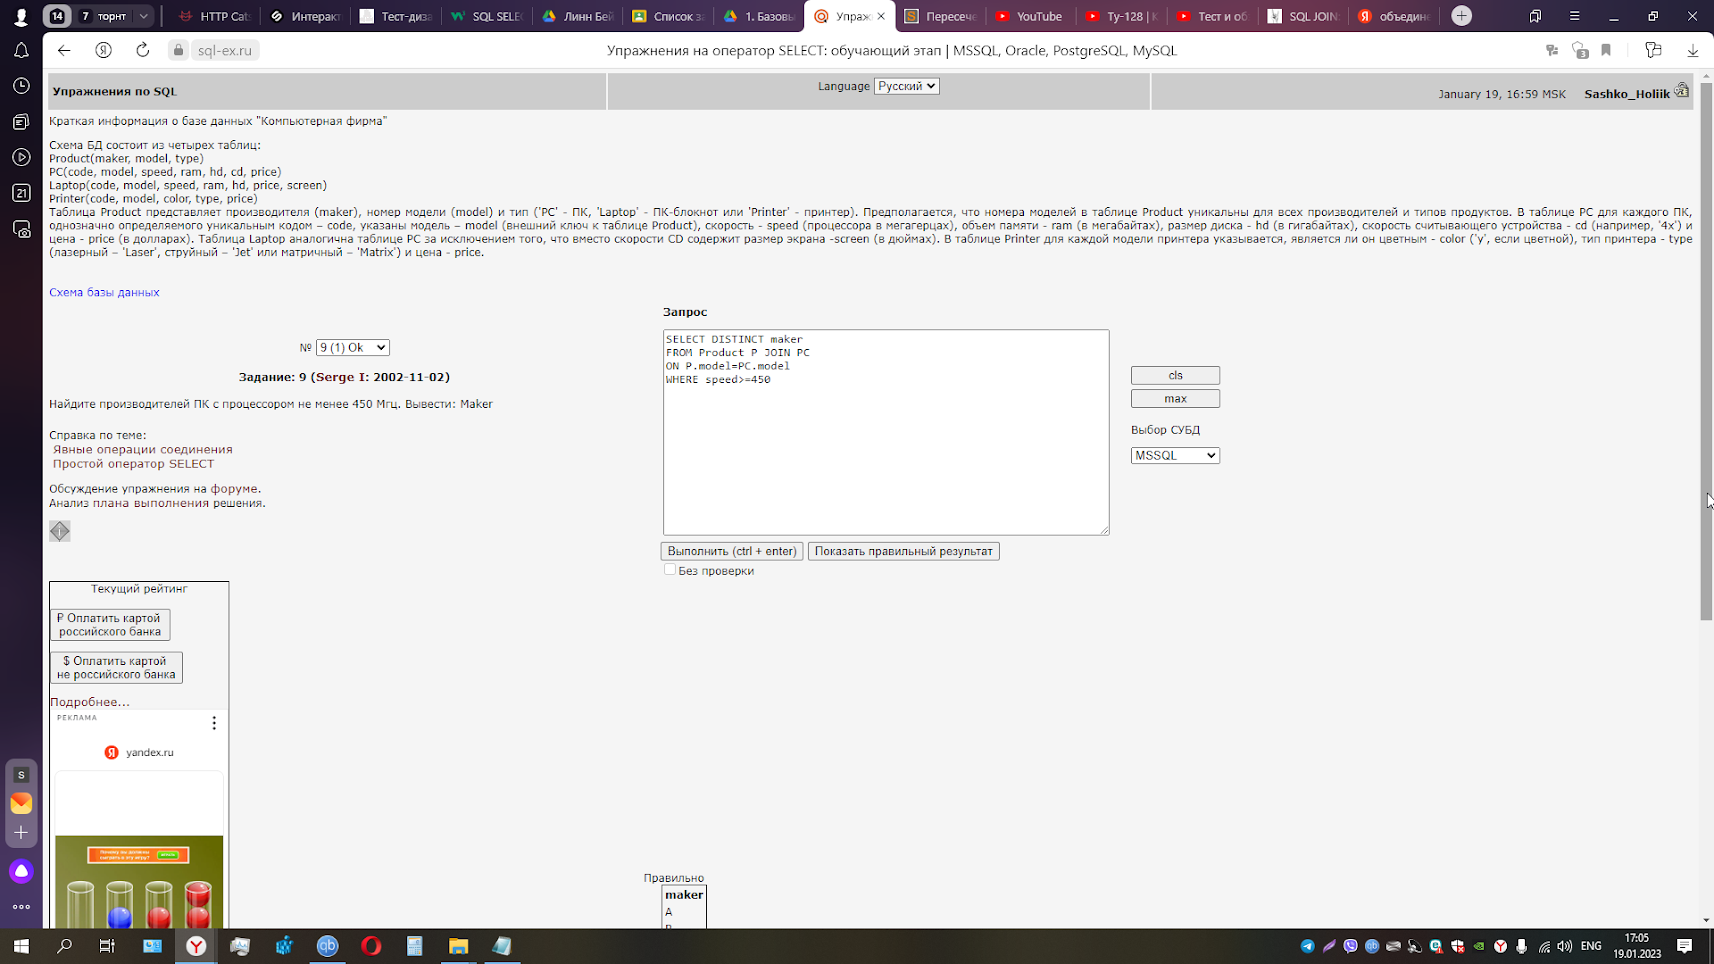 14
7 торнт
HTTP Cats
Интеракт
Тест-диза
SQL SELE
Линн Бей
Список за
1. Базовы
Упраж
Пересече
YouTube
Ту-128 | К
Тест и об
SQL JOIN
объедине
sql-ex.ru
Упражнения на оператор SELECT: обучающий этап | MSSQL, Oracle, PostgreSQL, MySQL
3
21
Упражнения по SQL
Language Русский
January 19, 16:59 MSK Sashko_Holiik
Краткая информация о базе данных "Компьютерная фирма"
Схема БД состоит из четырех таблиц:
Product(maker, model, type)
PC(code, model, speed, ram, hd, cd, price)
Laptop(code, model, speed, ram, hd, price, screen)
Printer(code, model, color, type, price)
Таблица Product представляет производителя (maker), номер модели (model) и тип ('PC' - ПК, 'Laptop' - ПК-блокнот или 'Printer' - принтер). Предполагается, что номера моделей в таблице Product уникальны для всех производителей и типов продуктов. В таблице PC для каждого ПК,
однозначно определяемого уникальным кодом – code, указаны модель – model (внешний ключ к таблице Product), скорость - speed (процессора в мегагерцах), объем памяти - ram (в мегабайтах), размер диска - hd (в гигабайтах), скорость считывающего устройства - cd (например, '4x') и
цена - price (в долларах). Таблица Laptop аналогична таблице PC за исключением того, что вместо скорости CD содержит размер экрана -screen (в дюймах). В таблице Printer для каждой модели принтера указывается, является ли он цветным - color ('y', если цветной), тип принтера - type
(лазерный – 'Laser', струйный – 'Jet' или матричный – 'Matrix') и цена - price.
Схема базы данных
Запрос
№ 9 (1) Ok
Задание: 9 (Serge I: 2002-11-02)
Найдите производителей ПК с процессором не менее 450 Мгц. Вывести: Maker
Справка по теме:
Явные операции соединения
Простой оператор SELECT
Обсуждение упражнения на форуме.
Анализ плана выполнения решения.
SELECT DISTINCT maker
FROM Product P JOIN PC
ON P.model=PC.model
WHERE speed>=450
cls
max
Выбор СУБД
MSSQL
Выполнить (ctrl + enter)
Показать правильный результат
Без проверки
Текущий рейтинг
₽ Оплатить картой
российского банка
$ Оплатить картой
не российского банка
Подробнее...
РЕКЛАМА
yandex.ru
Правильно
maker
A
S
ENG
17:05
19.01.2023